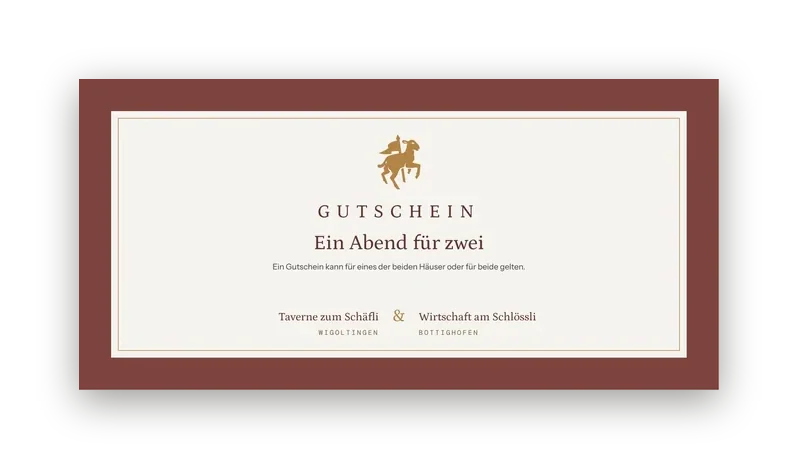 GUTSCHEIN
Ein Abend für zwei
Ein Gutschein kann für eines der beiden Häuser oder für beide gelten.
Taverne zum Schäfli & Wirtschaft am Schlössli
WIGOLTINGEN BOTTIGHOFEN